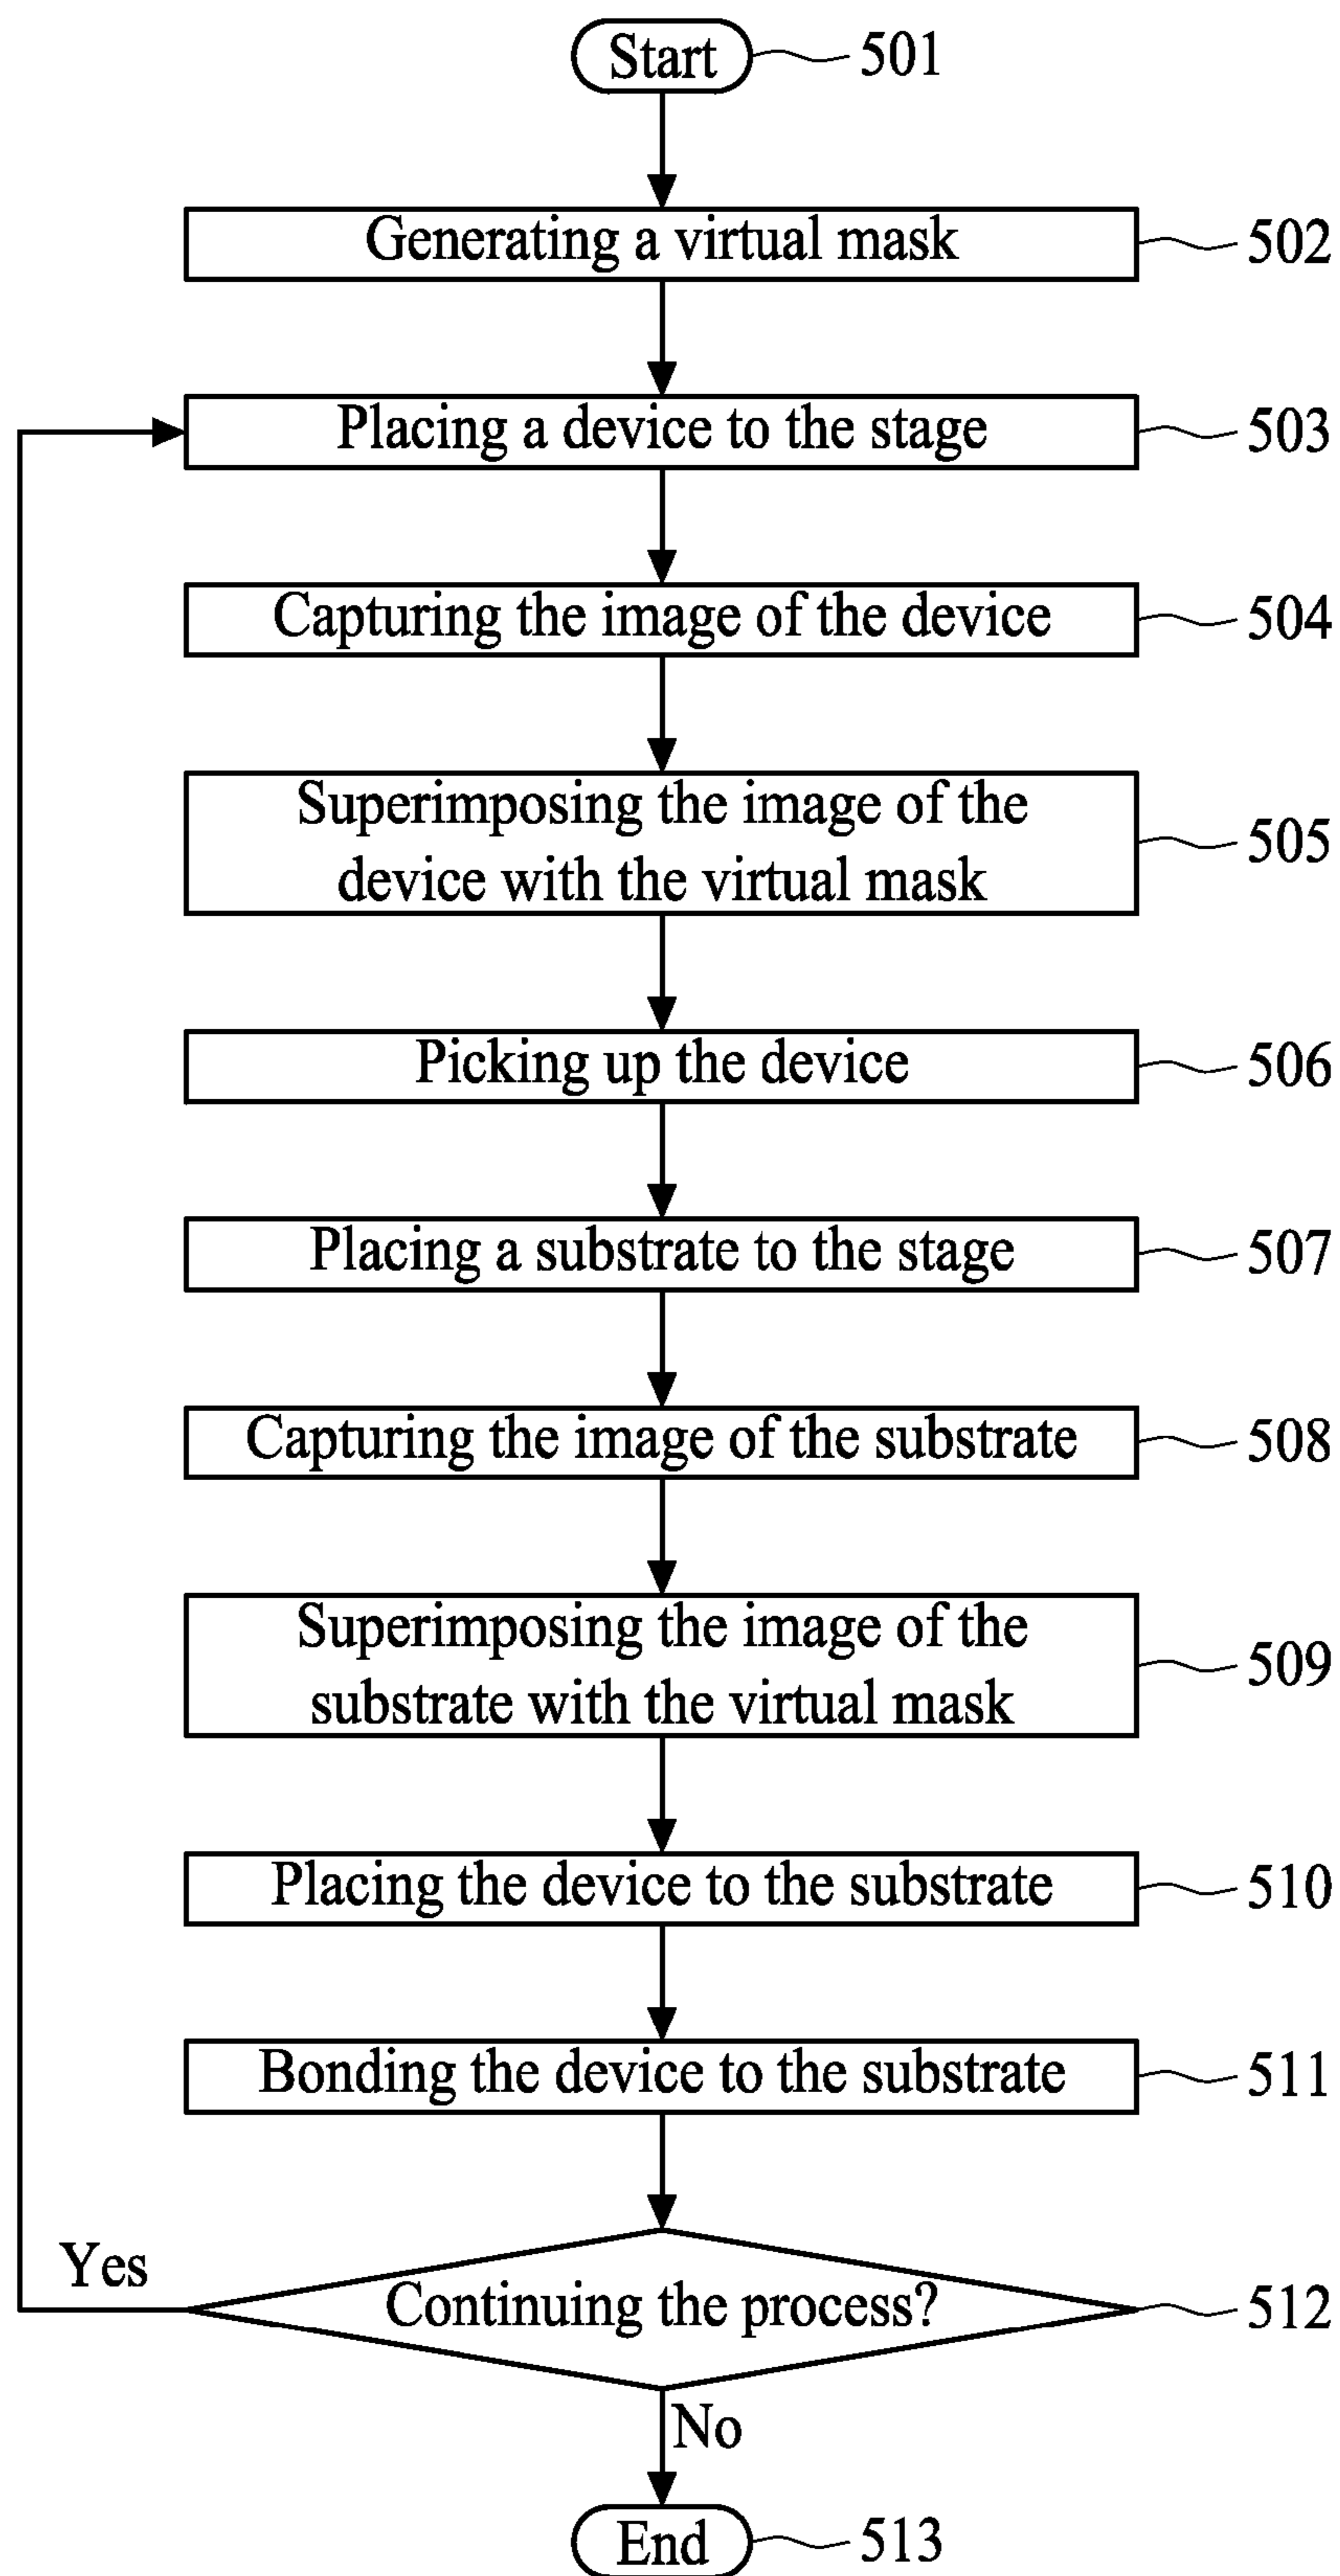 Start 501
Generating a virtual mask 502
Placing a device to the stage 503
Capturing the image of the device 504
Superimposing the image of the
device with the virtual mask 505
Picking up the device 506
Placing a substrate to the stage 507
Capturing the image of the substrate 508
Superimposing the image of the
substrate with the virtual mask 509
Placing the device to the substrate 510
Bonding the device to the substrate 511
Yes
Continuing the process? 512
No
End 513